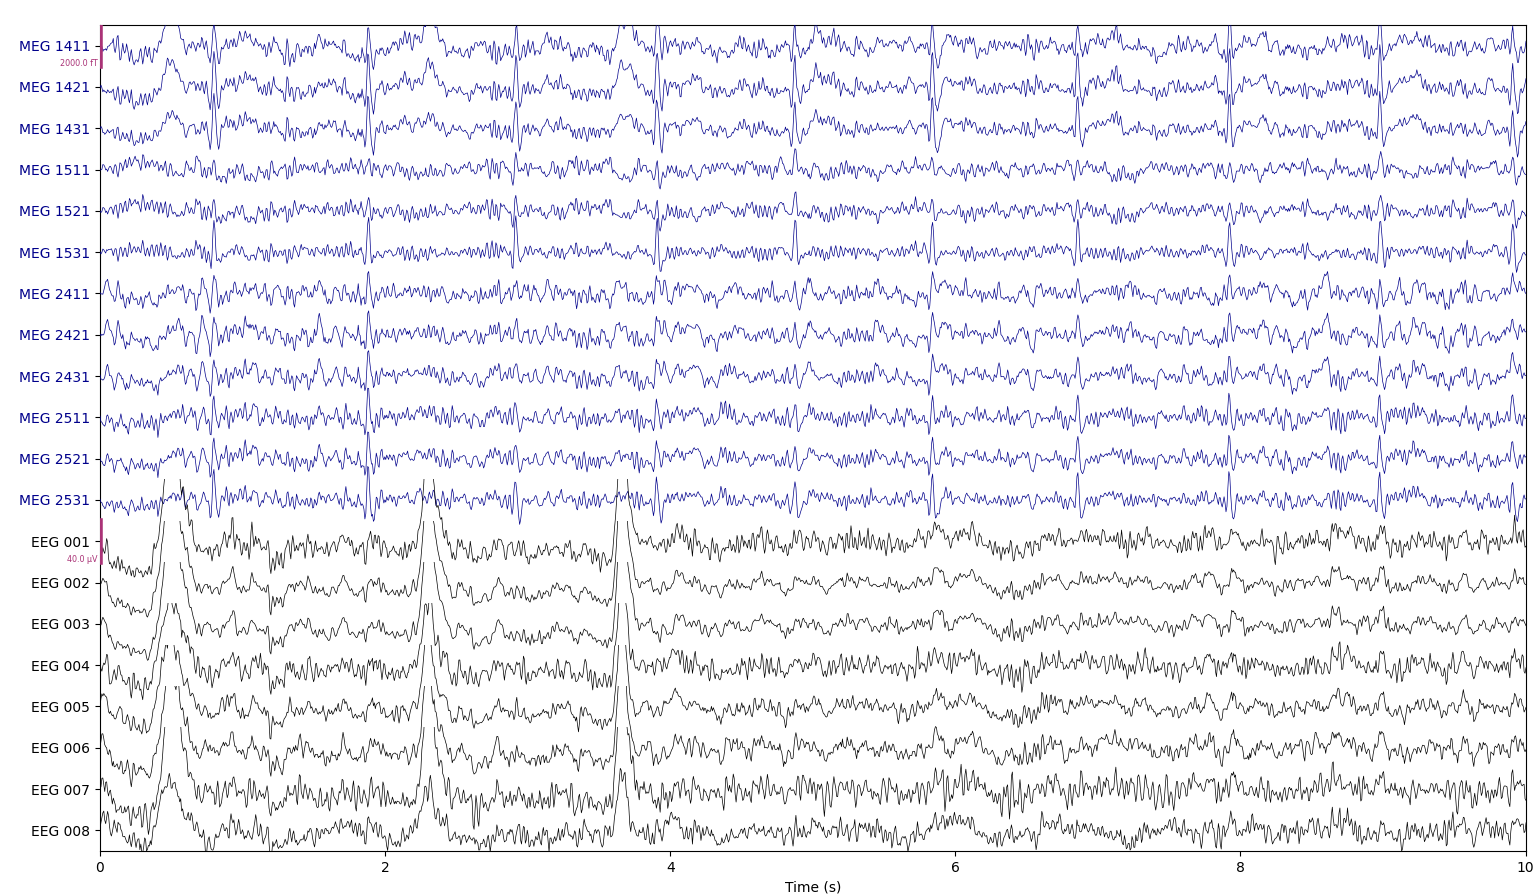 MEG 1411
2000.0 fT
MEG 1421
MEG 1431
MEG 1511
MEG 1521
MEG 1531
MEG 2411
MEG 2421
MEG 2431
MEG 2511
MEG 2521
MEG 2531
EEG 001
40.0 µV
EEG 002
EEG 003
EEG 004
EEG 005
EEG 006
EEG 007
EEG 008
0 2 4 6 8 10
Time (s)